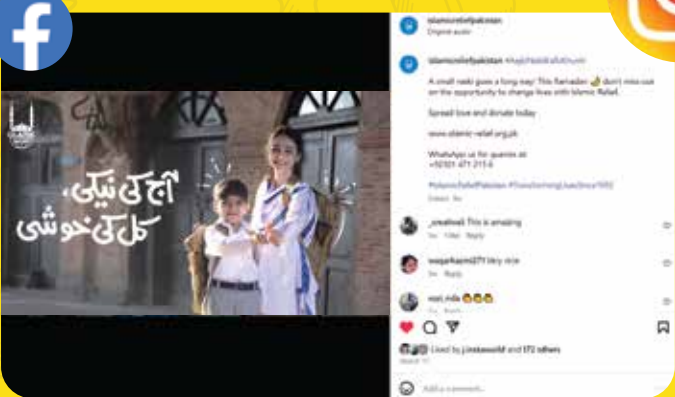 آج کی نیکی،
کل کی خوشی
islamicreliefpakistan
Original audio
islamicreliefpakistan
A small neki goes a long way! This Ramadan 🌙 don't miss out
on the opportunity to change lives with Islamic Relief.
Spread love and donate today
www.islamic-relief.org.pk
WhatsApp us for queries at:
This is amazing
Reply
waqarkazmi271 Very nice
Reply
Liked by j.instaworld and 172 others
Add a comment...